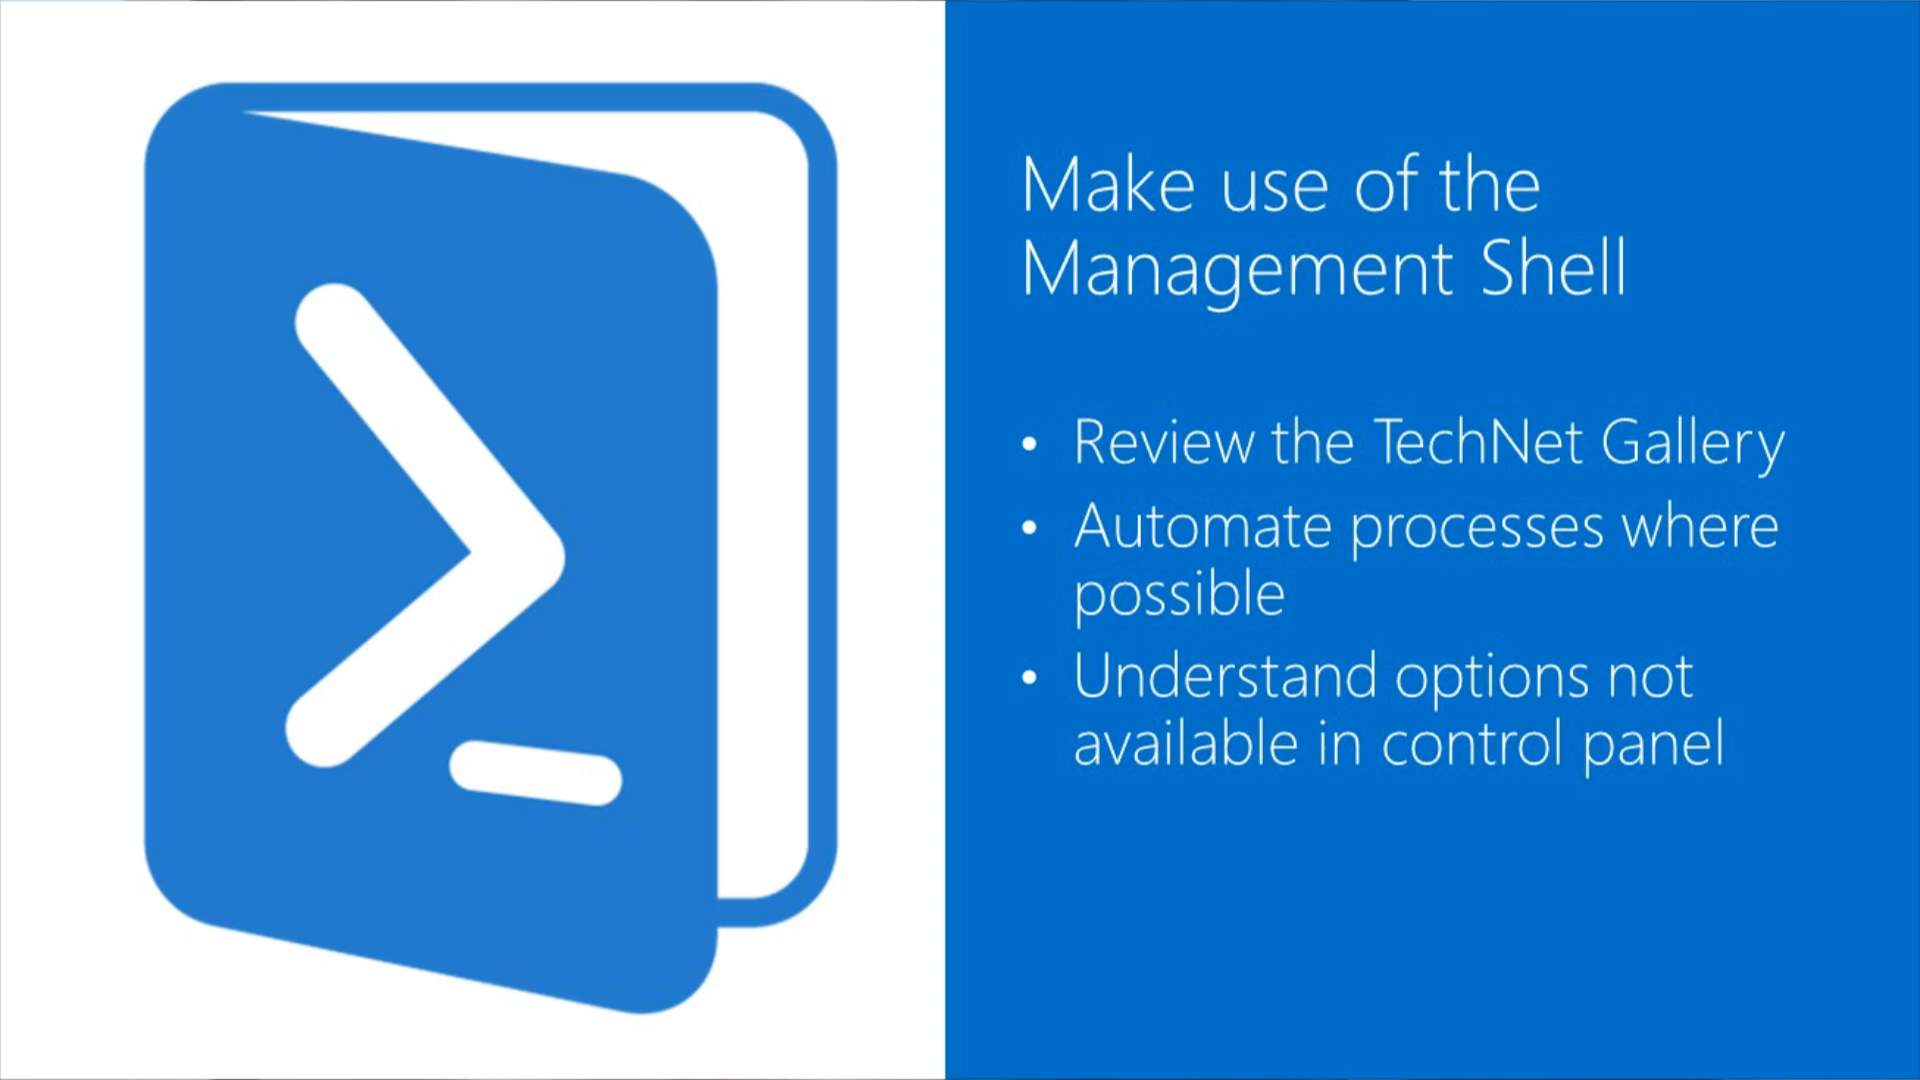 Make use of the
Management Shell
• Review the TechNet Gallery
• Automate processes where
possible
• Understand options not
available in control panel